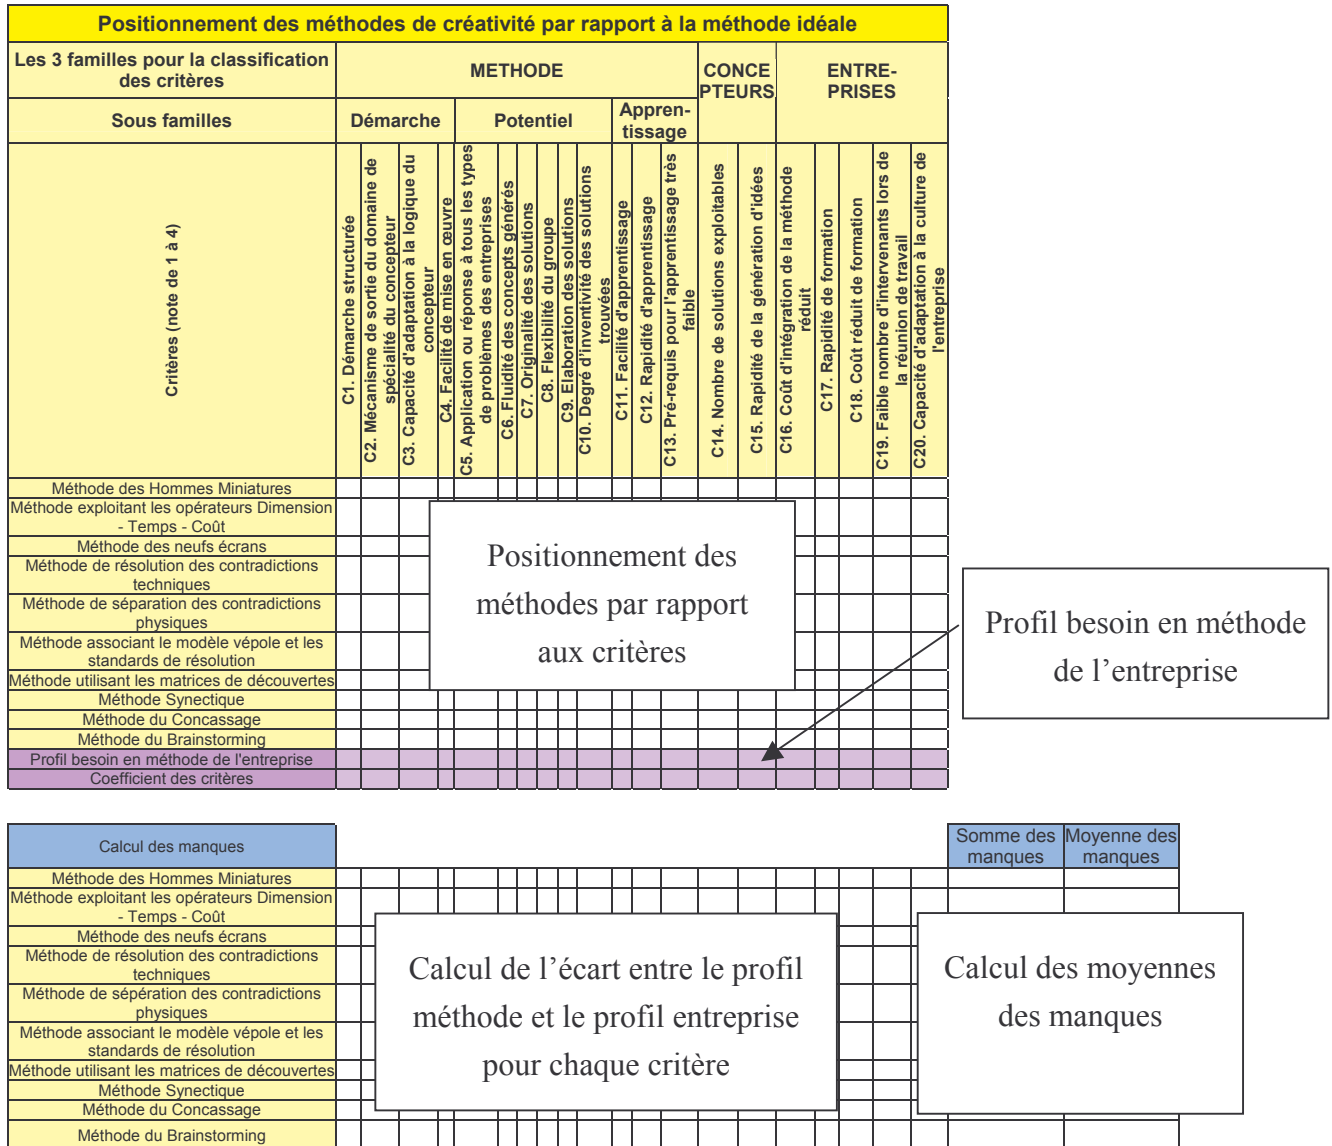 Positionnement des méthodes de créativité par rapport à la méthode idéale
Les 3 familles pour la classification
des critères
METHODE
CONCE
PTEURS
ENTRE-
PRISES
Sous familles
Démarche
Potentiel
Appren-
tissage
Critères (note de 1 à 4)
C1. Démarche structurée
C2. Mécanisme de sortie du domaine de
spécialité du concepteur
C3. Capacité d'adaptation à la logique du
concepteur
C4. Facilité de mise en œuvre
C5. Application ou réponse à tous les types
de problèmes des entreprises
C6. Fluidité des concepts générés
C7. Originalité des solutions
C8. Flexibilité du groupe
C9. Elaboration des solutions
C10. Degré d'inventivité des solutions
trouvées
C11. Facilité d'apprentissage
C12. Rapidité d'apprentissage
C13. Pré-requis pour l'apprentissage très
faible
C14. Nombre de solutions exploitables
C15. Rapidité de la génération d'idées
C16. Coût d'intégration de la méthode
réduit
C17. Rapidité de formation
C18. Coût réduit de formation
C19. Faible nombre d'intervenants lors de
la réunion de travail
C20. Capacité d'adaptation à la culture de
l'entreprise
Méthode des Hommes Miniatures
Méthode exploitant les opérateurs Dimension
- Temps - Coût
Méthode des neufs écrans
Méthode de résolution des contradictions
techniques
Méthode de séparation des contradictions
physiques
Méthode associant le modèle vépole et les
standards de résolution
Méthode utilisant les matrices de découvertes
Méthode Synectique
Méthode du Concassage
Méthode du Brainstorming
Profil besoin en méthode de l'entreprise
Coefficient des critères
Positionnement des
méthodes par rapport
aux critères
Profil besoin en méthode
de l’entreprise
Calcul des manques
Somme des
manques
Moyenne des
manques
Méthode des Hommes Miniatures
Méthode exploitant les opérateurs Dimension
- Temps - Coût
Méthode des neufs écrans
Méthode de résolution des contradictions
techniques
Méthode de sépération des contradictions
physiques
Méthode associant le modèle vépole et les
standards de résolution
Méthode utilisant les matrices de découvertes
Méthode Synectique
Méthode du Concassage
Méthode du Brainstorming
Calcul de l’écart entre le profil
méthode et le profil entreprise
pour chaque critère
Calcul des moyennes
des manques